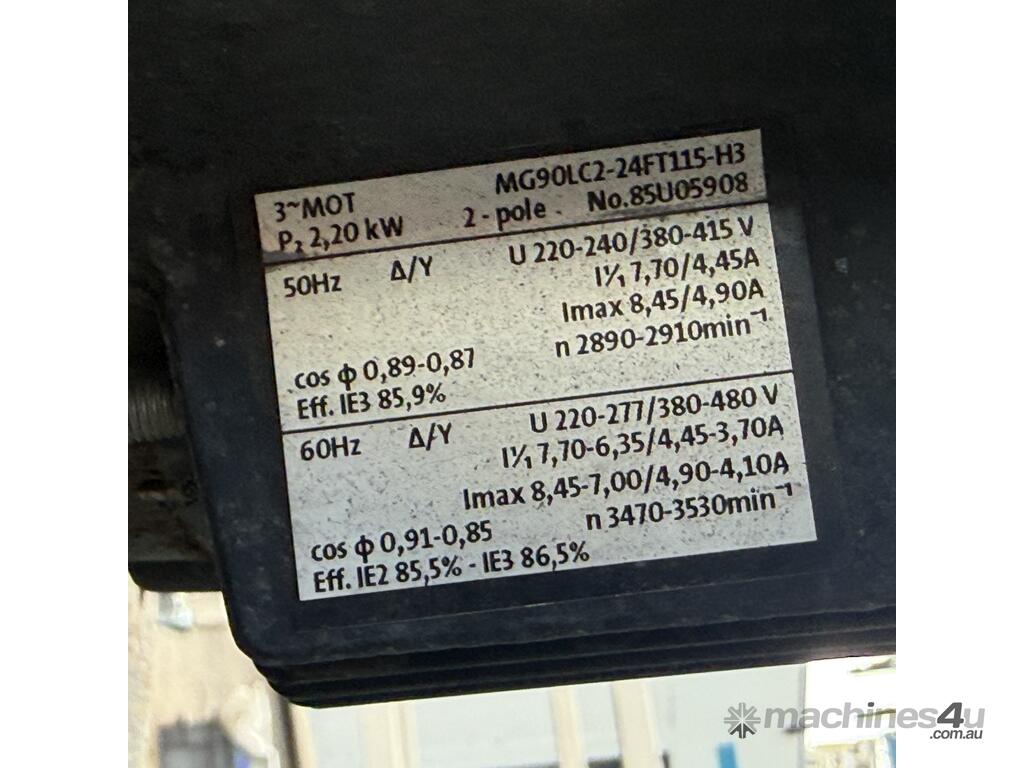 3~MOT MG90LC2-24FT115-H3
P₂ 2,20 kW 2 - pole No.85U05908
50Hz Δ/Y U 220-240/380-415 V
I¹/₁ 7,70/4,45A
Imax 8,45/4,90A
cos φ 0,89-0,87 n 2890-2910min⁻¹
Eff. IE3 85,9%
60Hz Δ/Y U 220-277/380-480 V
I¹/₁ 7,70-6,35/4,45-3,70A
Imax 8,45-7,00/4,90-4,10A
cos φ 0,91-0,85 n 3470-3530min⁻¹
Eff. IE2 85,5% - IE3 86,5%
machines4u
.com.au